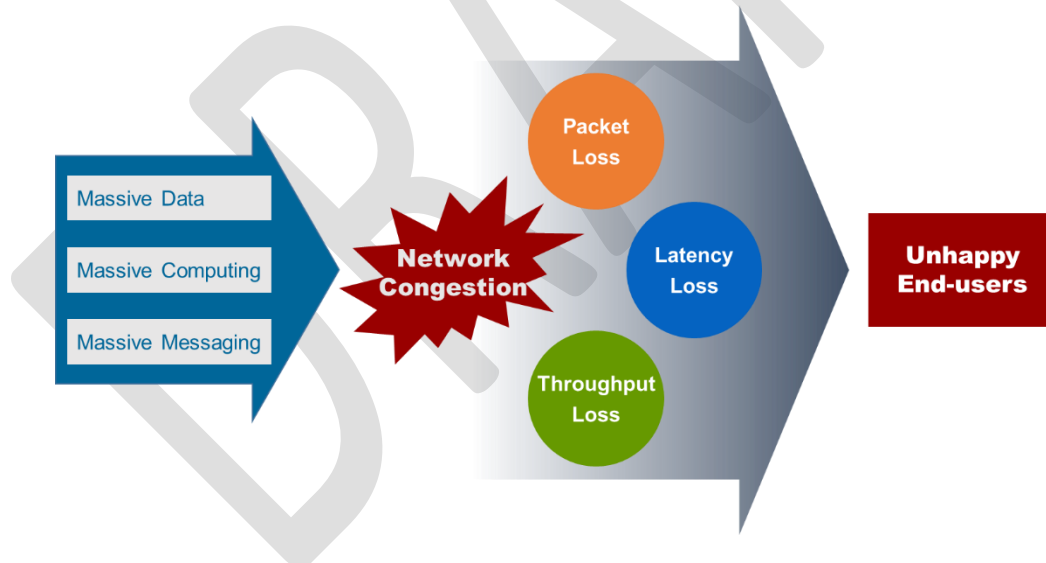 Massive Data
Massive Computing
Massive Messaging
Network
Congestion
Packet
Loss
Latency
Loss
Throughput
Loss
Unhappy
End-users